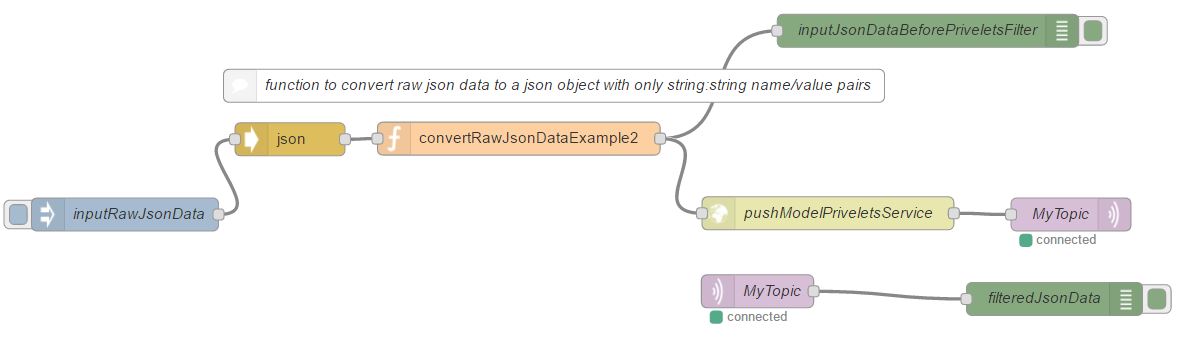 inputJsonDataBeforePriveletsFilter
function to convert raw json data to a json object with only string:string name/value pairs
json
convertRawJsonDataExample2
inputRawJsonData
pushModelPriveletsService
MyTopic
connected
MyTopic
filteredJsonData
connected